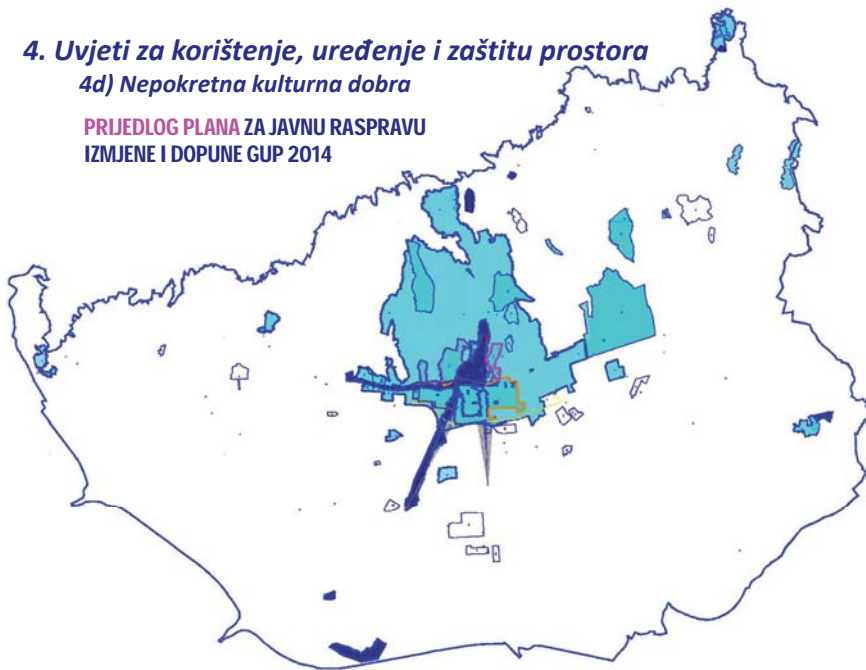 4. Uvjeti za korištenje, uređenje i zaštitu prostora
4d) Nepokretna kulturna dobra
PRIJEDLOG PLANA ZA JAVNU RASPRAVU
IZMJENE I DOPUNE GUP 2014